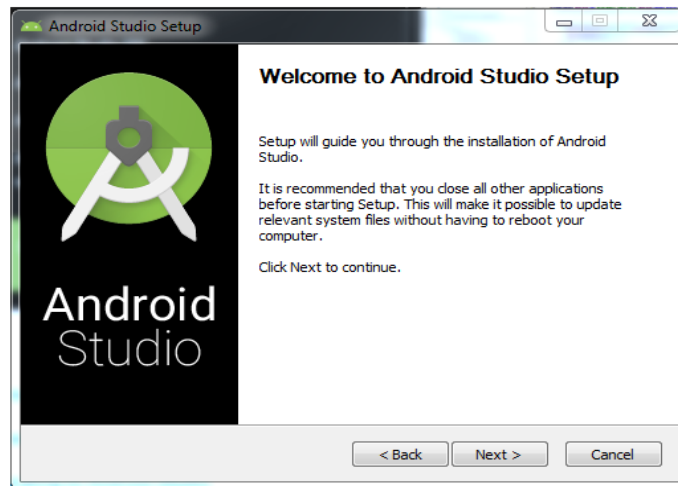 Android Studio Setup
Welcome to Android Studio Setup
Setup will guide you through the installation of Android
Studio.
It is recommended that you close all other applications
before starting Setup. This will make it possible to update
relevant system files without having to reboot your
computer.
Click Next to continue.
Android
Studio
< Back
Next >
Cancel